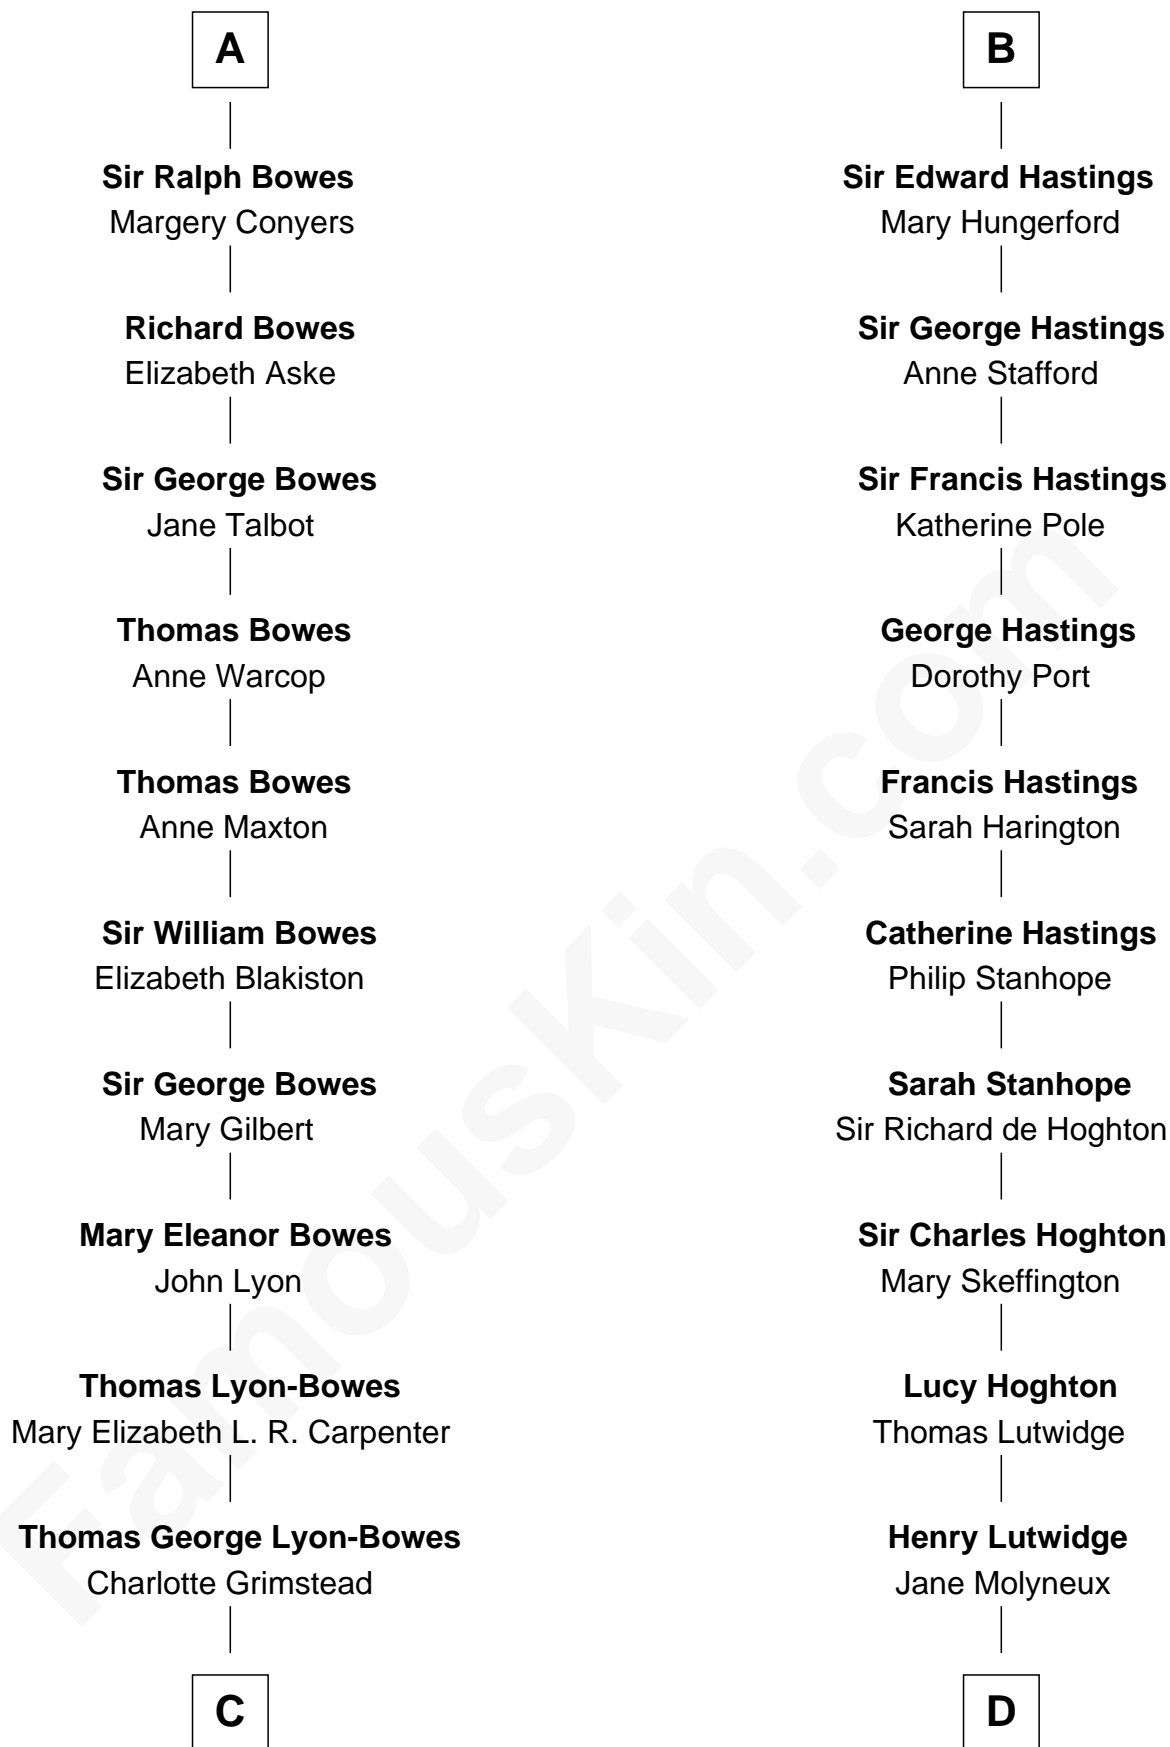 A
Sir Ralph Bowes
Margery Conyers
Richard Bowes
Elizabeth Aske
Sir George Bowes
Jane Talbot
Thomas Bowes
Anne Warcop
Thomas Bowes
Anne Maxton
Sir William Bowes
Elizabeth Blakiston
Sir George Bowes
Mary Gilbert
Mary Eleanor Bowes
John Lyon
Thomas Lyon-Bowes
Mary Elizabeth L. R. Carpenter
Thomas George Lyon-Bowes
Charlotte Grimstead
C
B
Sir Edward Hastings
Mary Hungerford
Sir George Hastings
Anne Stafford
Sir Francis Hastings
Katherine Pole
George Hastings
Dorothy Port
Francis Hastings
Sarah Harington
Catherine Hastings
Philip Stanhope
Sarah Stanhope
Sir Richard de Hoghton
Sir Charles Hoghton
Mary Skeffington
Lucy Hoghton
Thomas Lutwidge
Henry Lutwidge
Jane Molyneux
D
FamousKin.com